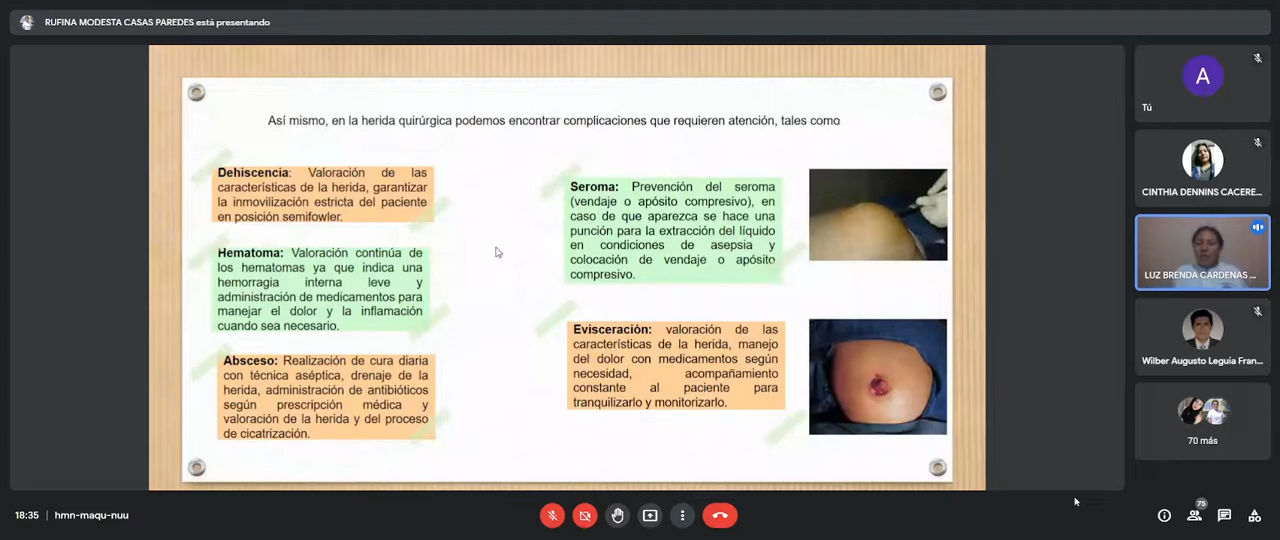 RUFINA MODESTA CASAS PAREDES está presentando
Así mismo, en la herida quirúrgica podemos encontrar complicaciones que requieren atención, tales como
Dehiscencia: Valoración de las
características de la herida, garantizar
la inmovilización estricta del paciente
en posición semifowler.
Hematoma: Valoración continúa de
los hematomas ya que indica una
hemorragia interna leve y
administración de medicamentos para
manejar el dolor y la inflamación
cuando sea necesario.
Absceso: Realización de cura diaria
con técnica aséptica, drenaje de la
herida, administración de antibióticos
según prescripción médica y
valoración de la herida y del proceso
de cicatrización.
Seroma: Prevención del seroma
(vendaje o apósito compresivo), en
caso de que aparezca se hace una
punción para la extracción del líquido
en condiciones de asepsia y
colocación de vendaje o apósito
compresivo.
Evisceración: valoración de las
características de la herida, manejo
del dolor con medicamentos según
necesidad, acompañamiento
constante al paciente para
tranquilizarlo y monitorizarlo.
A
Tú
CINTHIA DENNINS CACERE...
LUZ BRENDA CARDENAS ...
Wilber Augusto Leguia Fran...
70 más
18:35 | hmn-maqu-nuu
75